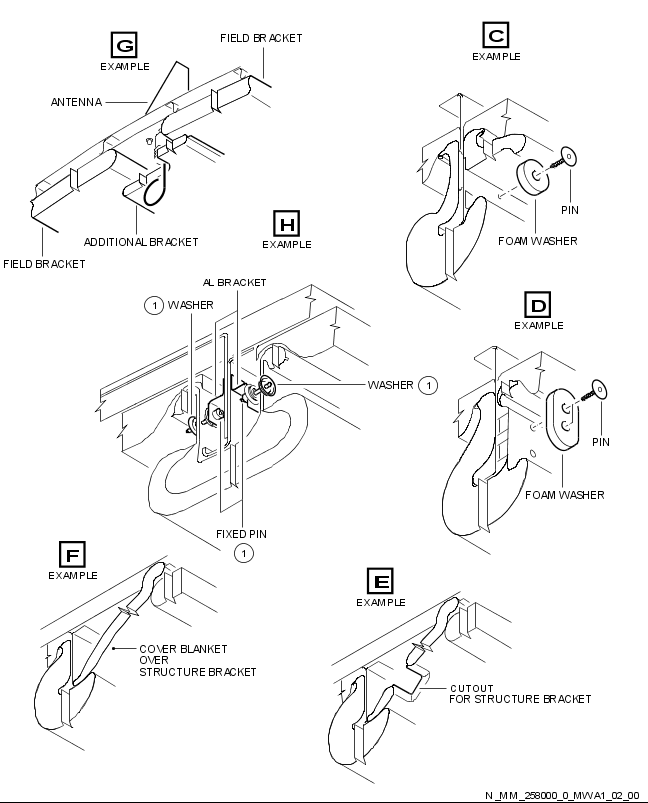 G
EXAMPLE
FIELD BRACKET
ANTENNA
ADDITIONAL BRACKET
FIELD BRACKET
C
EXAMPLE
PIN
FOAM WASHER
H
EXAMPLE
AL BRACKET
1 WASHER
WASHER 1
FIXED PIN
1
D
EXAMPLE
PIN
FOAM WASHER
F
EXAMPLE
COVER BLANKET
OVER
STRUCTURE BRACKET
E
EXAMPLE
CUTOUT
FOR STRUCTURE BRACKET
N_MM_258000_0_MVVA1_02_00